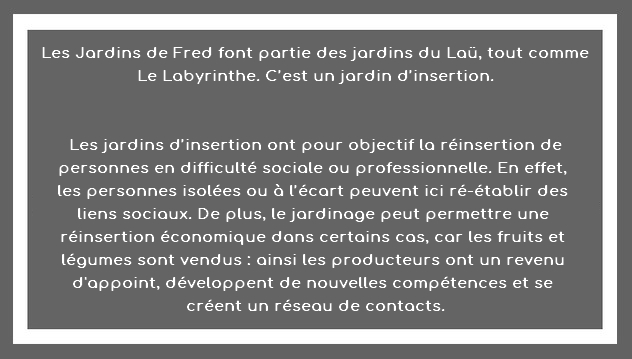 Les Jardins de Fred font partie des jardins du Laü, tout comme
Le Labyrinthe. C'est un jardin d'insertion.
Les jardins d'insertion ont pour objectif la réinsertion de
personnes en difficulté sociale ou professionnelle. En effet,
les personnes isolées ou à l'écart peuvent ici ré-établir des
liens sociaux. De plus, le jardinage peut permettre une
réinsertion économique dans certains cas, car les fruits et
légumes sont vendus : ainsi les producteurs ont un revenu
d'appoint, développent de nouvelles compétences et se
créent un réseau de contacts.